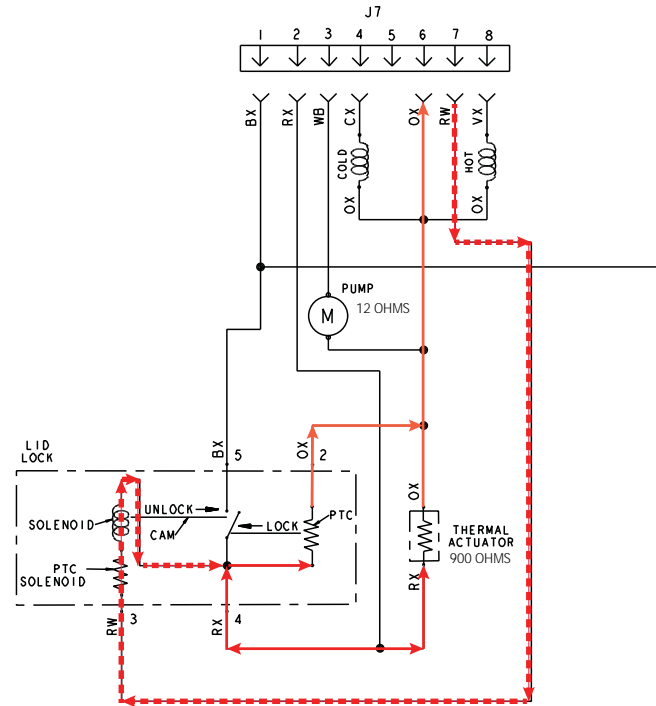 J7
1 2 3 4 5 6 7 8
BX RX WB CX OX RW VX
COLD HOT
OX OX
PUMP
M 12 OHMS
LID
LOCK
BX 5 OX 2
OX
UNLOCK
SOLENOID
CAM
LOCK
PTC
THERMAL
ACTUATOR
900 OHMS
PTC
SOLENOID
RX
RW 3 RX 4